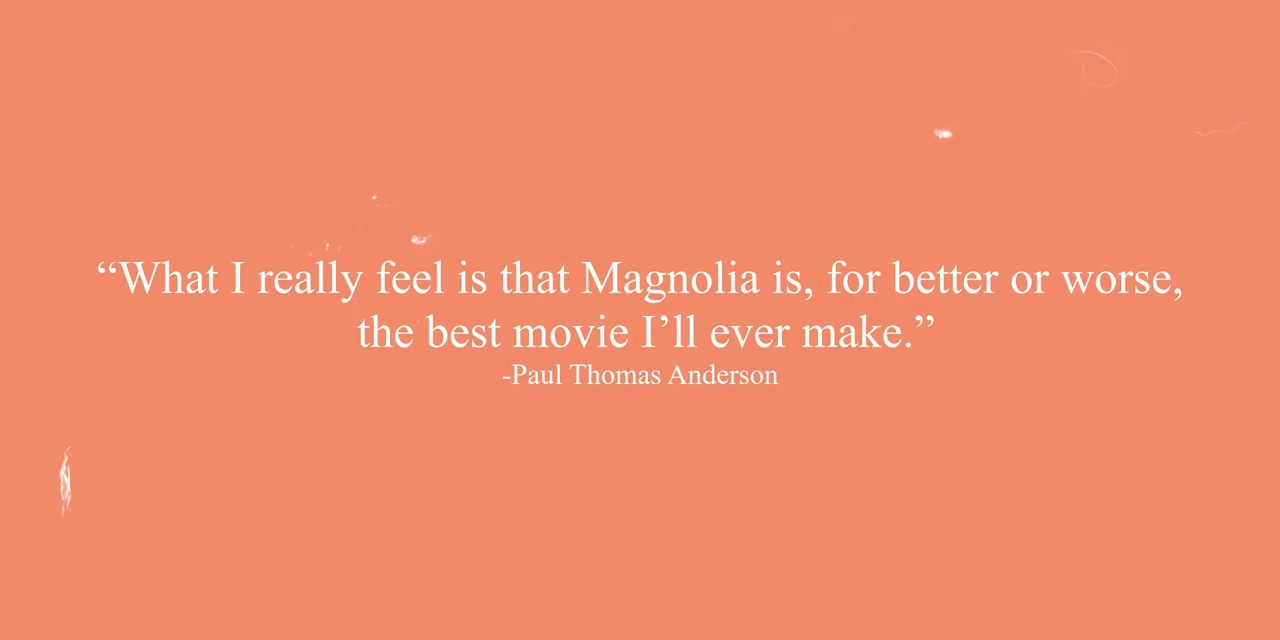 “What I really feel is that Magnolia is, for better or worse,
the best movie I’ll ever make.”
-Paul Thomas Anderson